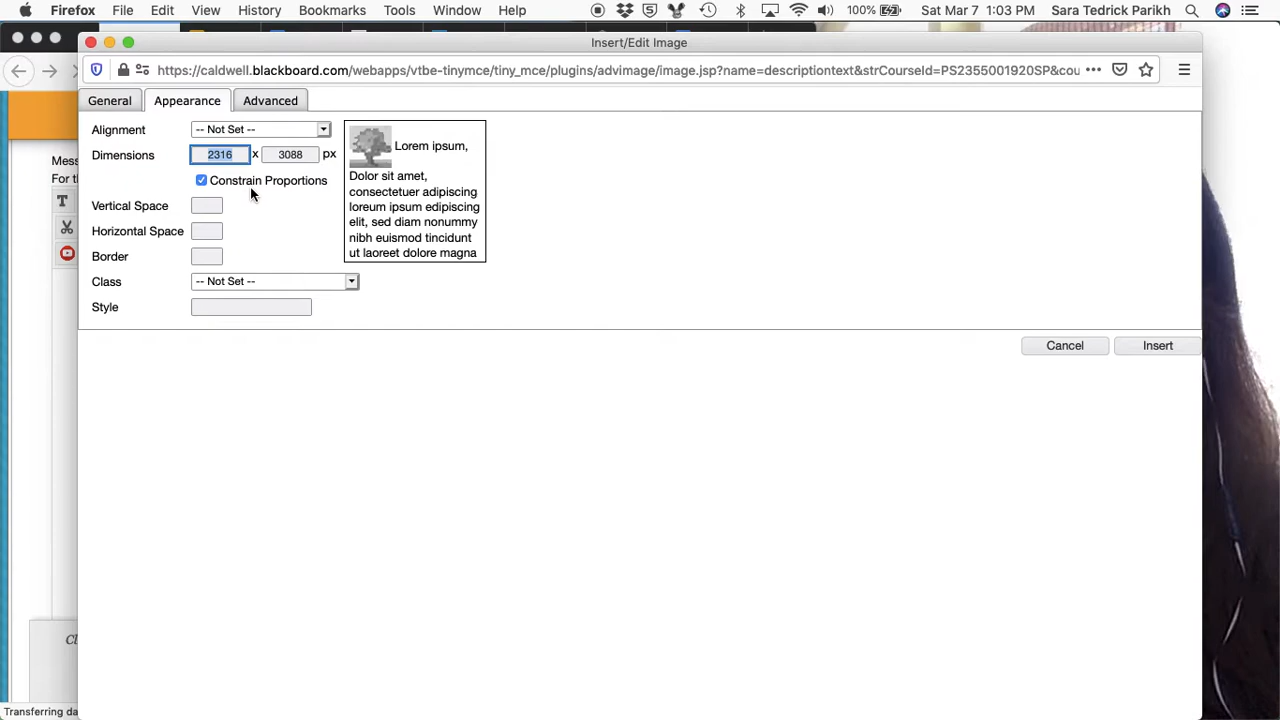 Firefox File Edit View History Bookmarks Tools Window Help 100% Sat Mar 7 1:03 PM Sara Tedrick Parikh
Insert/Edit Image
https://caldwell.blackboard.com/webapps/vtbe-tinymce/tiny_mce/plugins/advimage/image.jsp?name=descriptiontext&strCourseId=PS2355001920SP&cou
General Appearance Advanced
Alignment -- Not Set --
Dimensions 2316 x 3088 px
Constrain Proportions
Vertical Space
Horizontal Space
Border
Class -- Not Set --
Style
Lorem ipsum,
Dolor sit amet,
consectetuer adipiscing
loreum ipsum edipiscing
elit, sed diam nonummy
nibh euismod tincidunt
ut laoreet dolore magna
Cancel Insert
Mess
For th
T
Cl
Transferring da